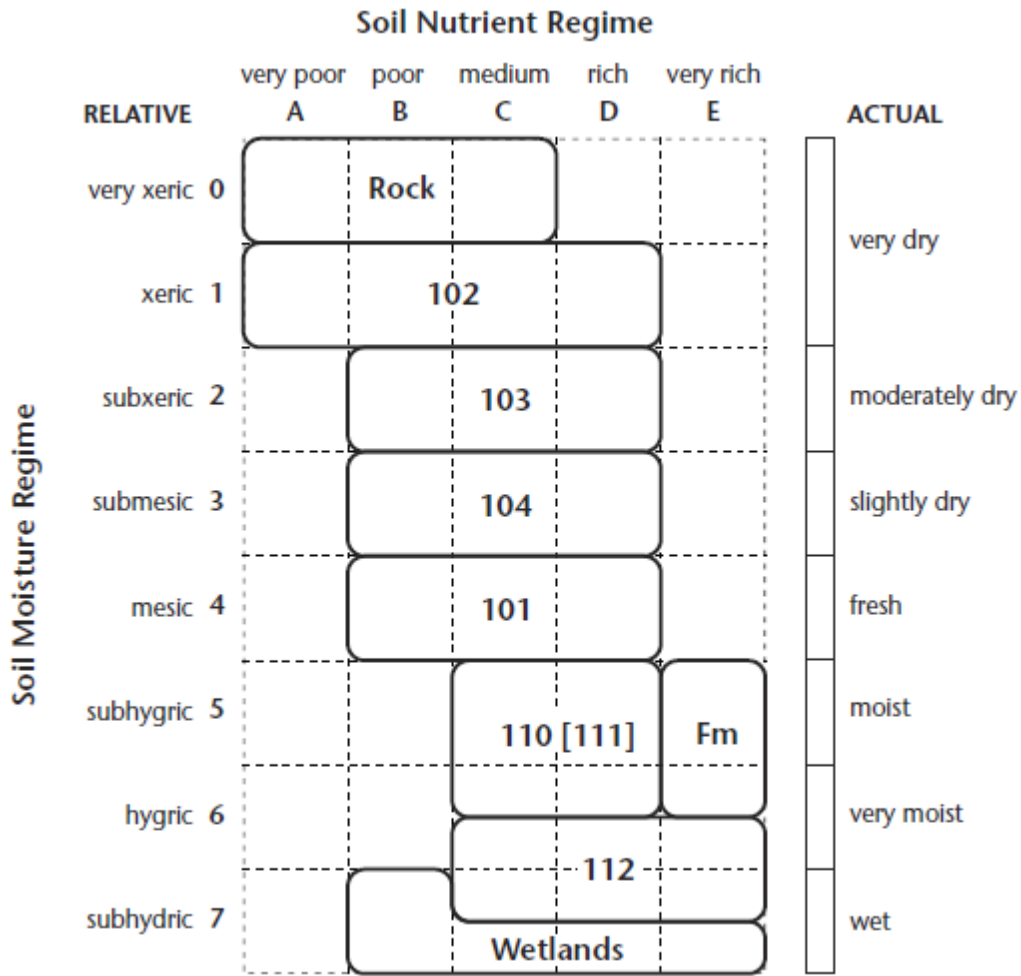 Soil Nutrient Regime
very poor poor medium rich very rich
RELATIVE A B C D E ACTUAL
very xeric 0 Rock
very dry
xeric 1 102
subxeric 2 103 moderately dry
submesic 3 104 slightly dry
mesic 4 101 fresh
subhygric 5 moist
110 [111] Fm
hygric 6 very moist
112
subhydric 7 wet
Wetlands
Soil Moisture Regime